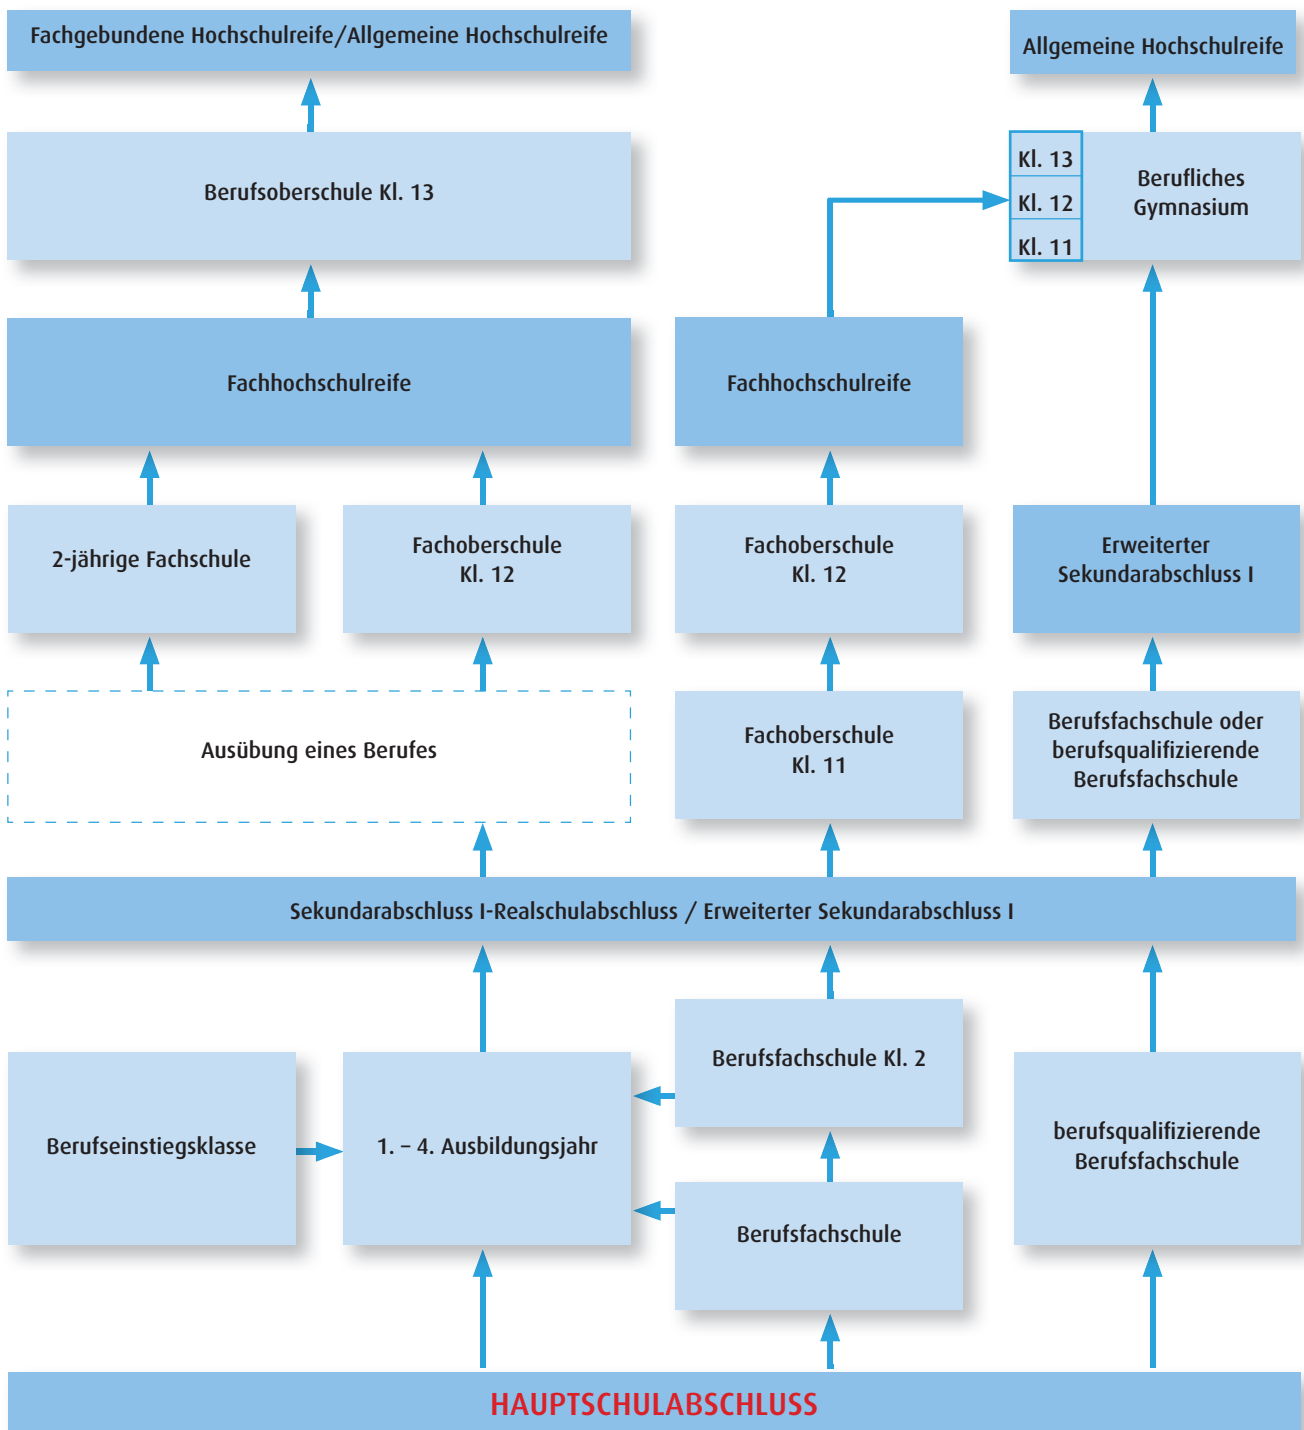 Fachgebundene Hochschulreife/Allgemeine Hochschulreife
Allgemeine Hochschulreife
Berufsoberschule Kl. 13
Kl. 13
Kl. 12
Kl. 11
Berufliches
Gymnasium
Fachhochschulreife
Fachhochschulreife
2-jährige Fachschule
Fachoberschule
Kl. 12
Fachoberschule
Kl. 12
Erweiterter
Sekundarabschluss I
Ausübung eines Berufes
Fachoberschule
Kl. 11
Berufsfachschule oder
berufsqualifizierende
Berufsfachschule
Sekundarabschluss I-Realschulabschluss / Erweiterter Sekundarabschluss I
Berufseinstiegsklasse
1. – 4. Ausbildungsjahr
Berufsfachschule Kl. 2
Berufsfachschule
berufsqualifizierende
Berufsfachschule
HAUPTSCHULABSCHLUSS